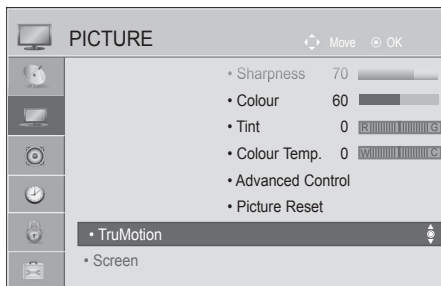 PICTURE Move OK
• Sharpness 70
• Colour 60
• Tint 0 R G
• Colour Temp. 0 W C
• Advanced Control
• Picture Reset
• TruMotion
• Screen